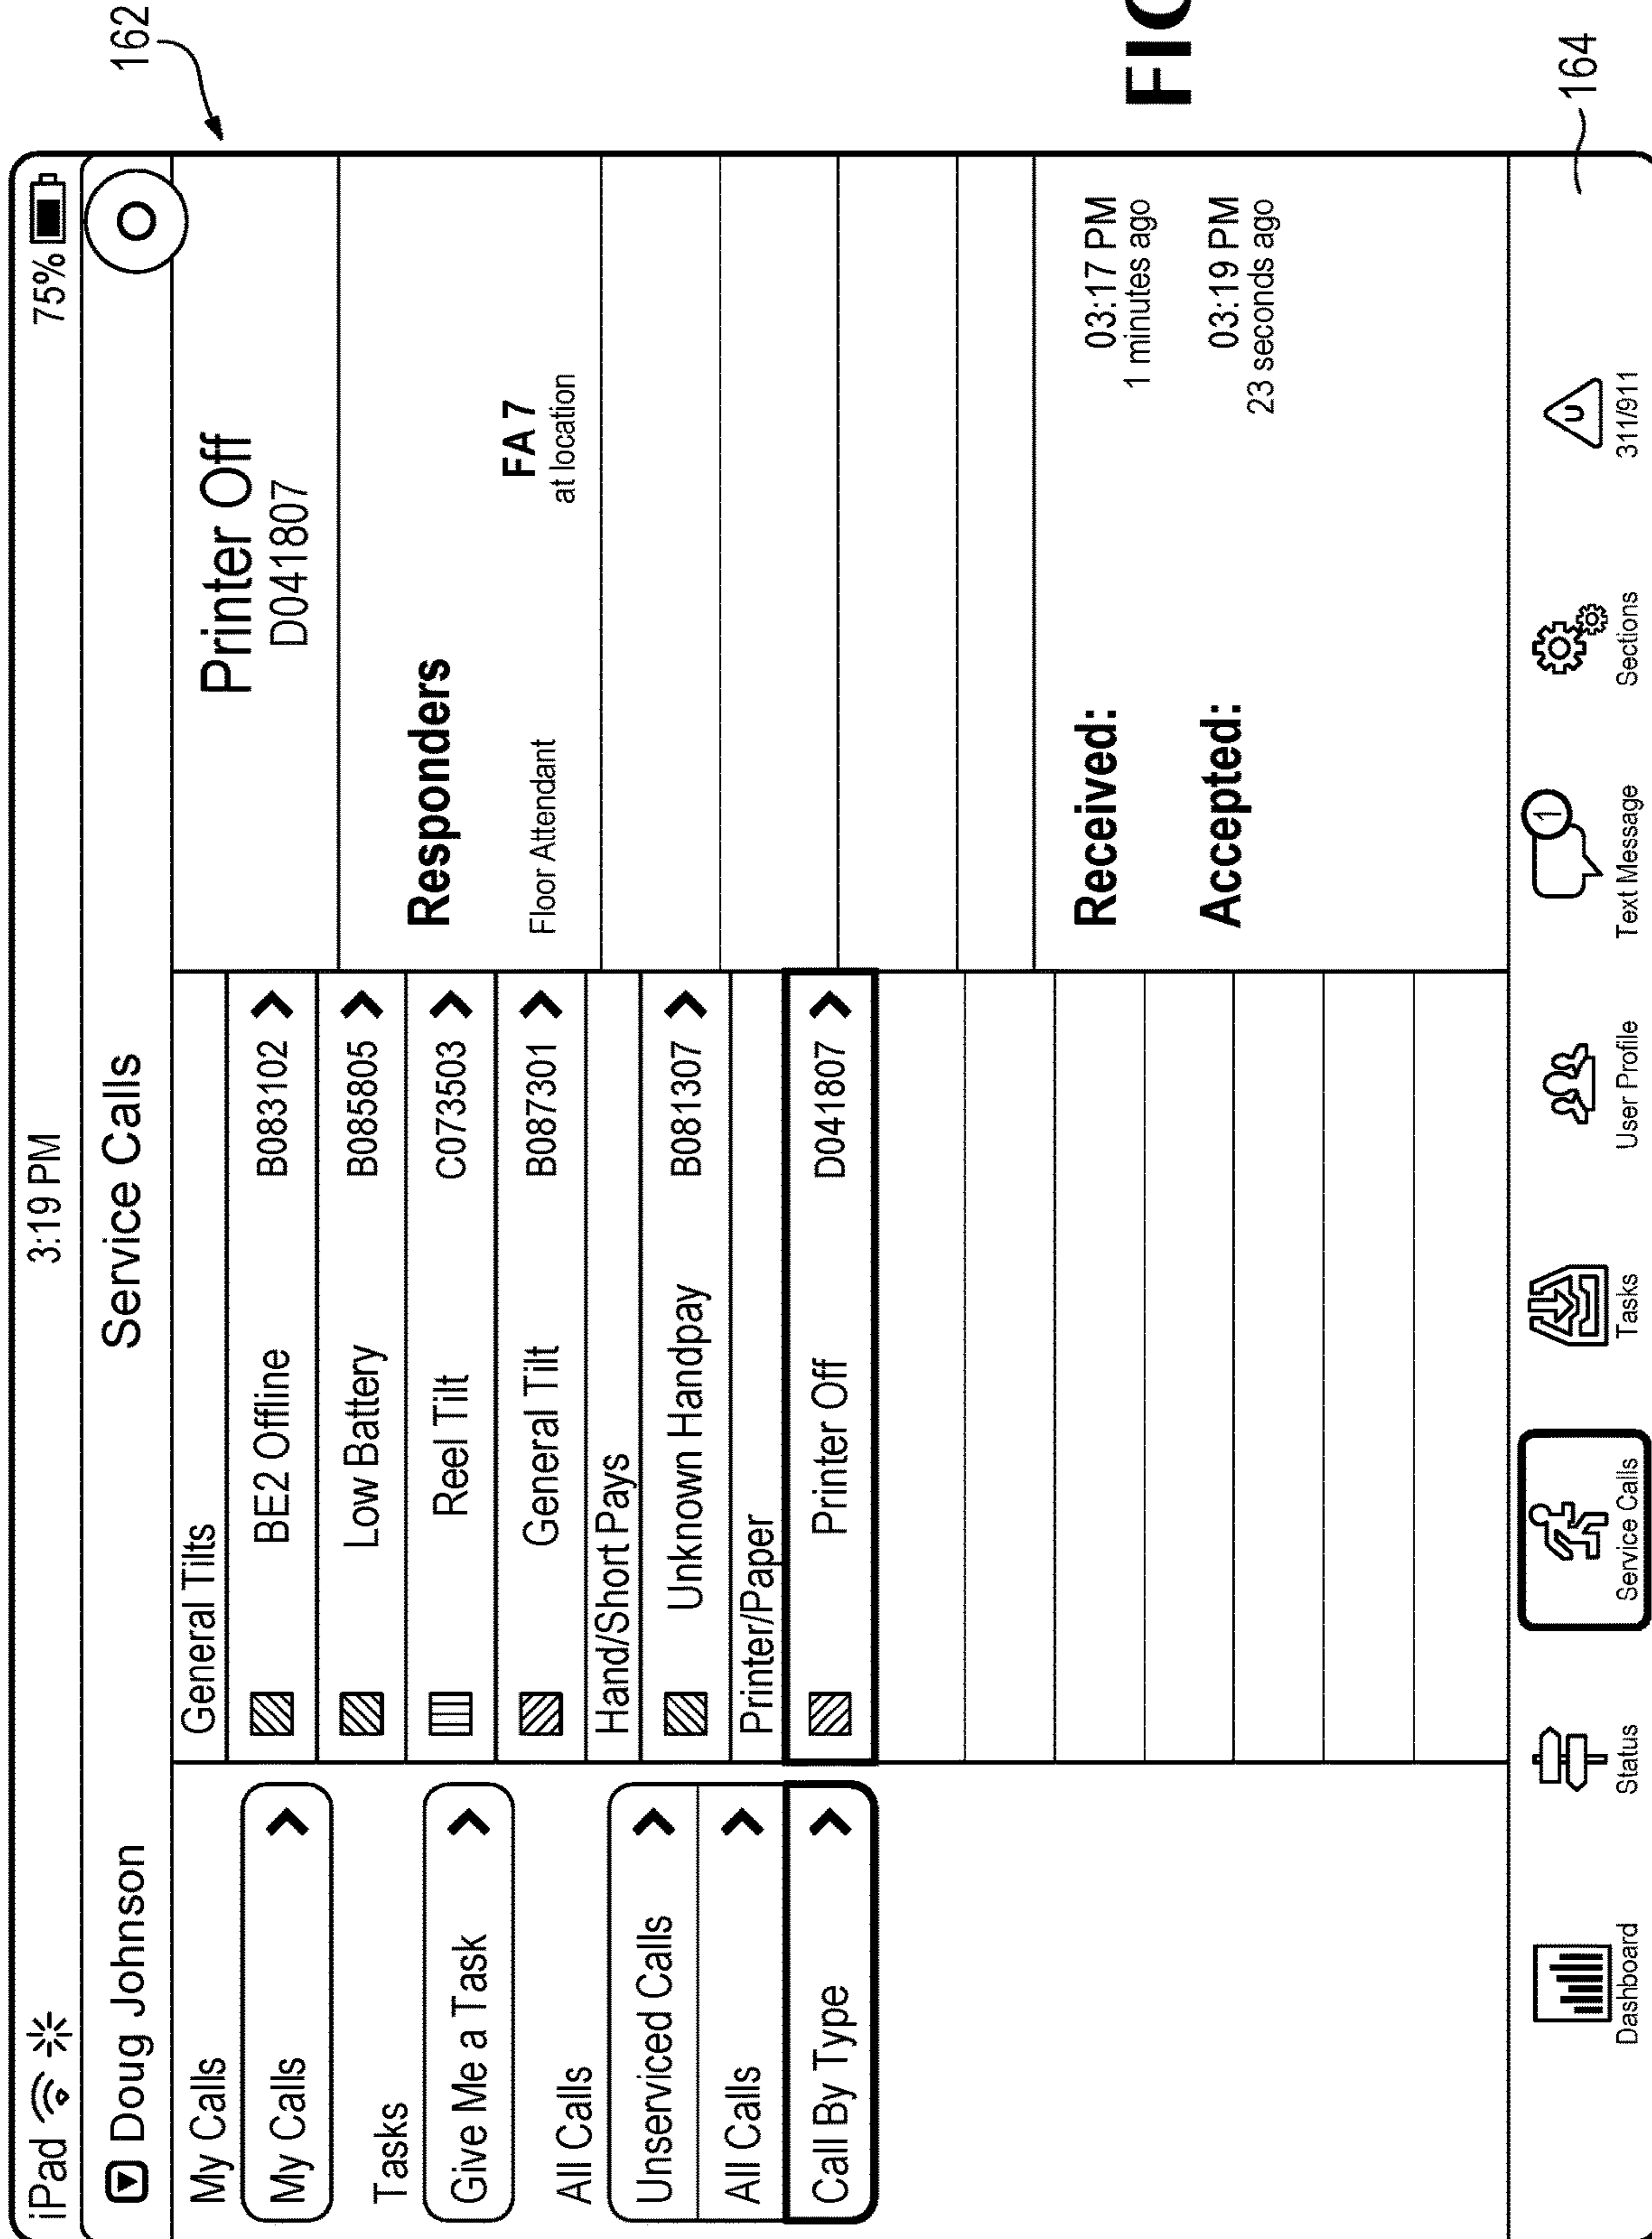 iPad 3:19 PM 75%
Doug Johnson Service Calls
My Calls
My Calls
Tasks
Give Me a Task
All Calls
Unserviced Calls
All Calls
Call By Type
General Tilts
BE2 Offline B083102
Low Battery B085805
Reel Tilt C073503
General Tilt B087301
Hand/Short Pays
Unknown Handpay B081307
Printer/Paper
Printer Off D041807
Printer Off
D041807
Responders
Floor Attendant FA 7
at location
Received: 03:17 PM
1 minutes ago
Accepted: 03:19 PM
23 seconds ago
Dashboard Status Service Calls Tasks User Profile 1 Text Message Sections 311/911
162
164